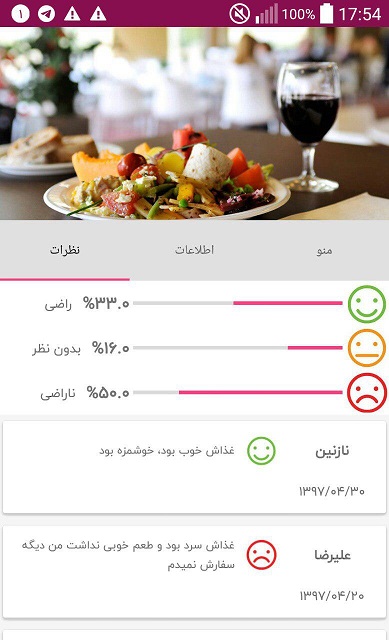 ۱ 100% 17:54
منو اطلاعات نظرات
%۳۳.۰ راضی
%۱۶.۰ بدون نظر
%۵۰.۰ ناراضی
نازنین
غذاش خوب بود، خوشمزه بود
۱۳۹۷/۰۴/۳۰
علیرضا
غذاش سرد بود و طعم خوبی نداشت من دیگه
سفارش نمیدم
۱۳۹۷/۰۴/۲۰